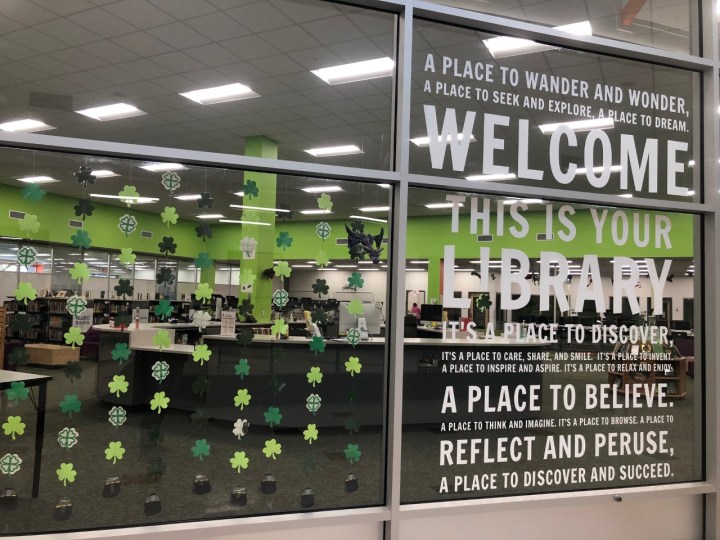 A PLACE TO WANDER AND WONDER,
A PLACE TO SEEK AND EXPLORE, A PLACE TO DREAM.
WELCOME
THIS IS YOUR
LIBRARY
IT'S A PLACE TO DISCOVER,
IT'S A PLACE TO CARE, SHARE, AND SMILE. IT'S A PLACE TO INVENT.
A PLACE TO INSPIRE AND ASPIRE. IT'S A PLACE TO RELAX AND ENJOY.
A PLACE TO BELIEVE.
A PLACE TO THINK AND IMAGINE. IT'S A PLACE TO BROWSE. A PLACE TO
REFLECT AND PERUSE,
A PLACE TO DISCOVER AND SUCCEED.